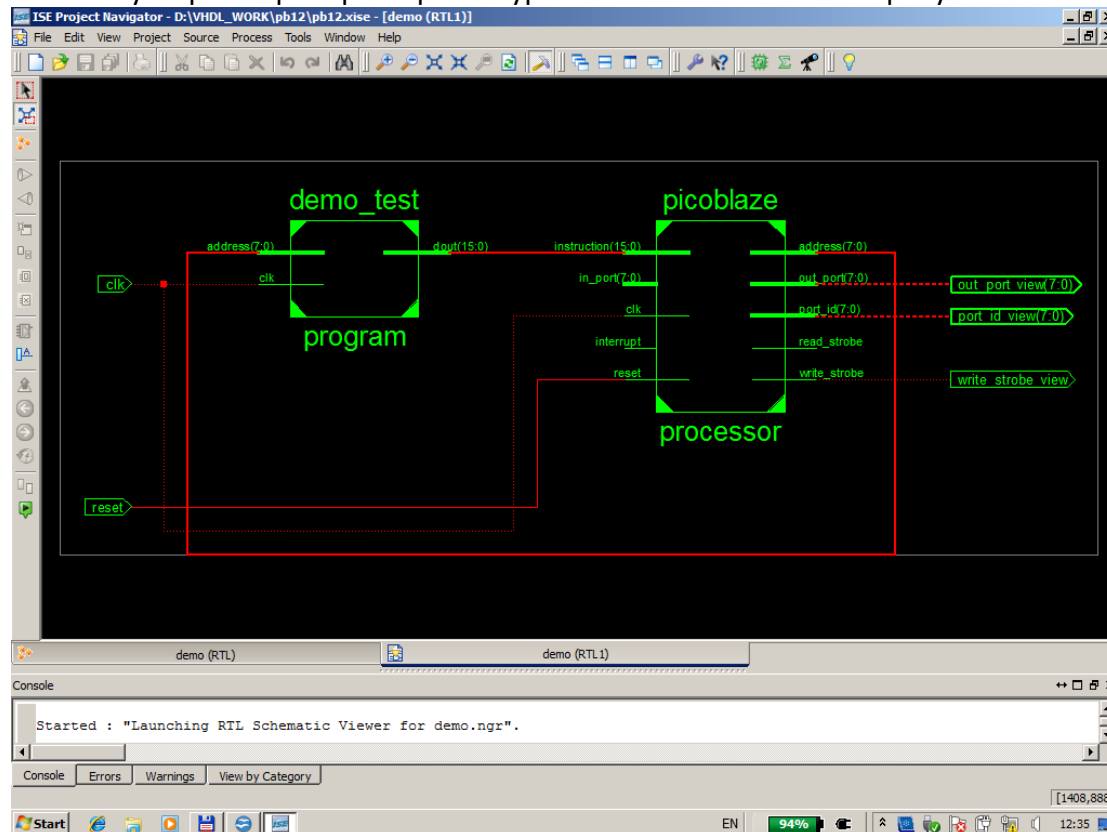 ISE Project Navigator - D:\VHDL_WORK\pb12\pb12.xise - [demo (RTL1)]
File Edit View Project Source Process Tools Window Help
demo_test
picoblaze
address(7:0) dout(15:0) instruction(15:0) address(7:0)
clk clk in_port(7:0) out_port(7:0) out_port_view(7:0)
clk port_id(7:0) port_id_view(7:0)
program
interrupt read_strobe
reset write_strobe write_strobe_view
processor
reset
demo (RTL) demo (RTL1)
Console
Started : "Launching RTL Schematic Viewer for demo.ngr".
Console Errors Warnings View by Category
[1408,888
Start EN 94% 12:35